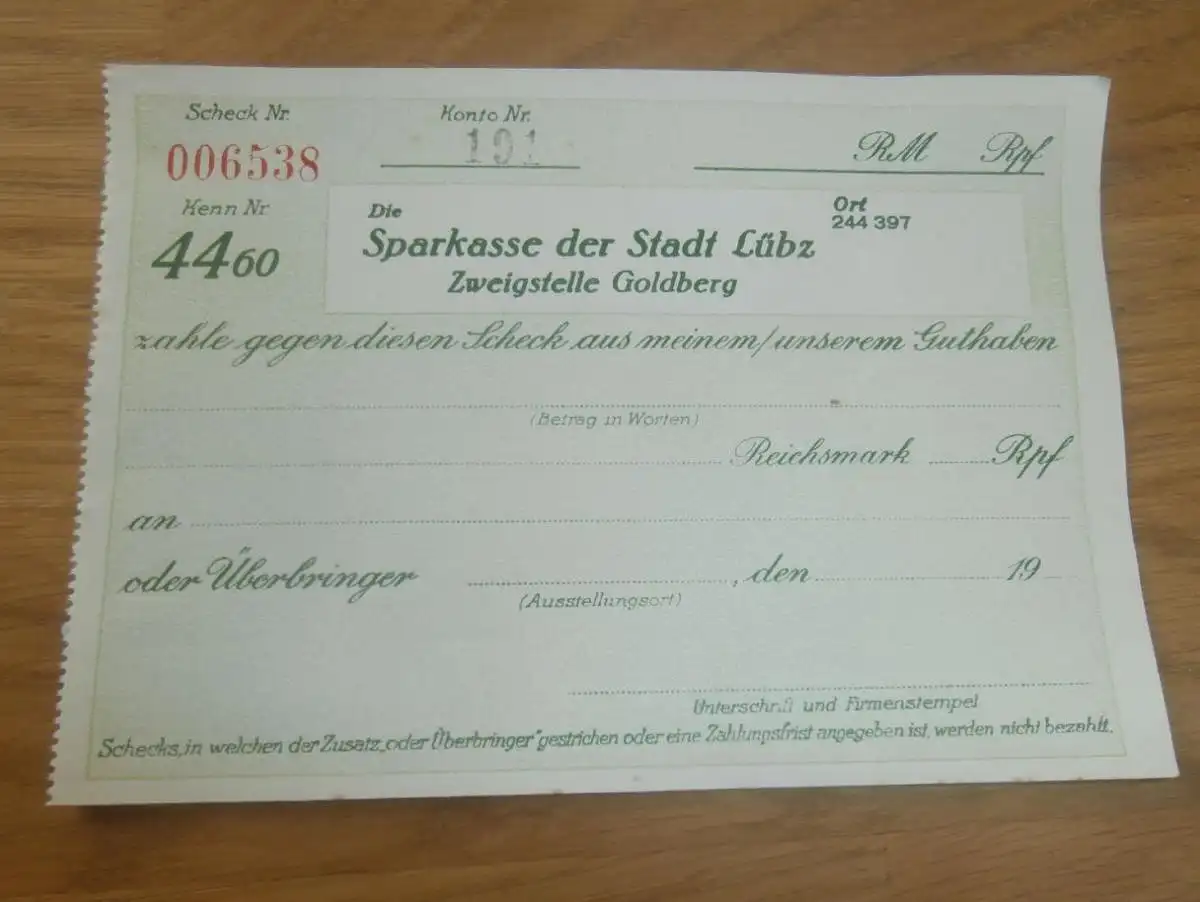 Scheck Nr. Konto Nr.
006538 191 RM Rpf
Kenn Nr. Die Ort
4460 Sparkasse der Stadt Lübz 244 397
Zweigstelle Goldberg
zahle gegen diesen Scheck aus meinem/unserem Guthaben
(Betrag in Worten)
Reichsmark Rpf
an
oder Überbringer , den 19
(Ausstellungsort)
Unterschrift und Firmenstempel
Schecks, in welchen der Zusatz „oder Überbringer" gestrichen oder eine Zahlungsfrist angegeben ist, werden nicht bezahlt.